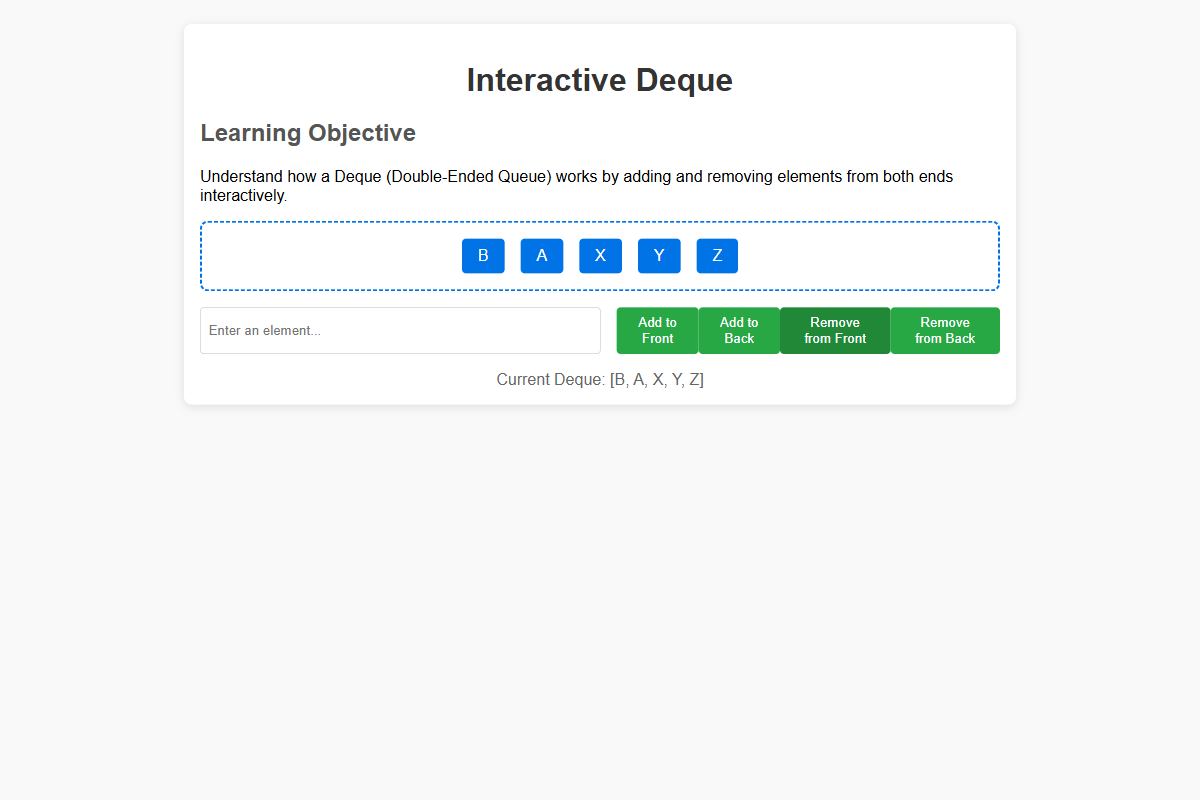 Interactive Deque
Learning Objective
Understand how a Deque (Double-Ended Queue) works by adding and removing elements from both ends
interactively.
B A X Y Z
Enter an element...
Add to
Front
Add to
Back
Remove
from Front
Remove
from Back
Current Deque: [B, A, X, Y, Z]